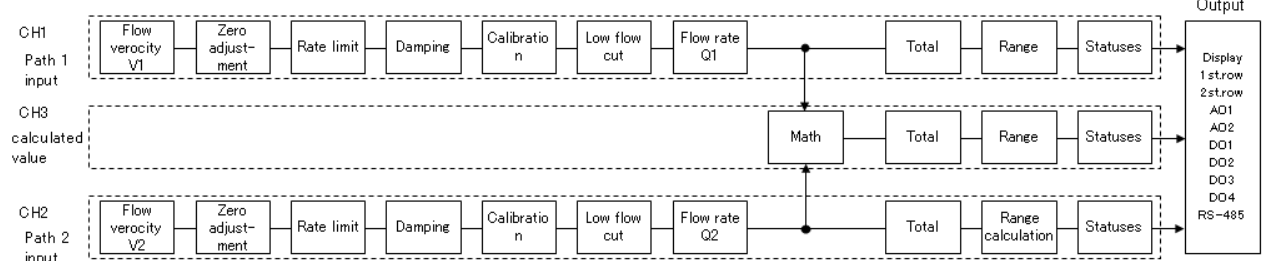 Output
CH1
Path 1
input
Flow
verocity
V1
Zero
adjust-
ment
Rate limit
Damping
Calibratio
n
Low flow
cut
Flow rate
Q1
Total
Range
Statuses
CH3
calculated
value
Math
Total
Range
Statuses
CH2
Path 2
input
Flow
verocity
V2
Zero
adjust-
ment
Rate limit
Damping
Calibratio
n
Low flow
cut
Flow rate
Q2
Total
Range
calculation
Statuses
Display
1st.row
2st.row
AO1
AO2
DO1
DO2
DO3
DO4
RS-485